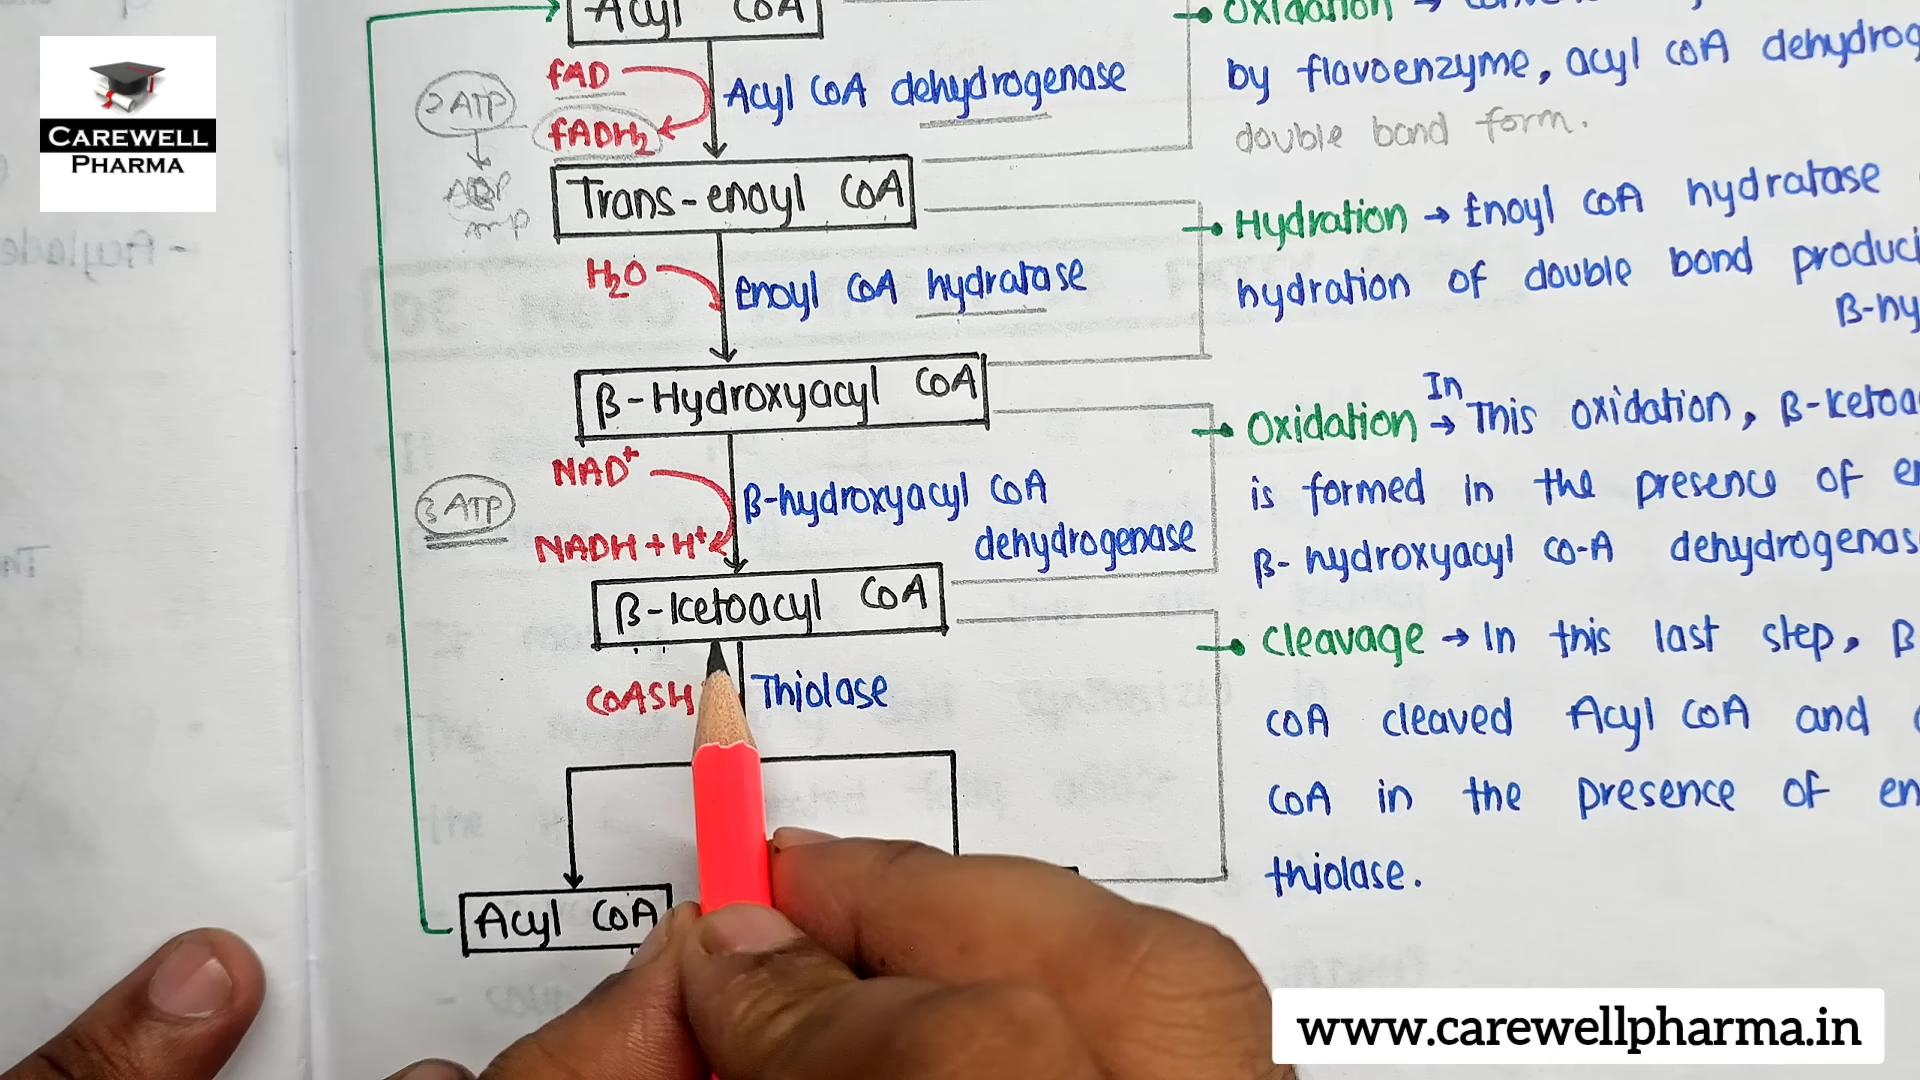 Acyl CoA
CAREWELL
PHARMA
FAD
2 ATP
FADH2
Acyl CoA dehydrogenase
Trans-enoyl CoA
H2O
Enoyl CoA hydratase
β-Hydroxyacyl CoA
NAD+
3 ATP
NADH + H+
β-hydroxyacyl CoA
dehydrogenase
β-ketoacyl CoA
CoASH
Thiolase
Acyl CoA
Oxidation →
by flavoenzyme, acyl CoA
double bond form.
Hydration → Enoyl CoA hydratase
hydration of double bond
Oxidation → In This oxidation,
is formed in the presence of
β-hydroxyacyl Co-A
Cleavage → In this last step, β
CoA cleaved Acyl CoA and
CoA in the presence of
thiolase.
www.carewellpharma.in